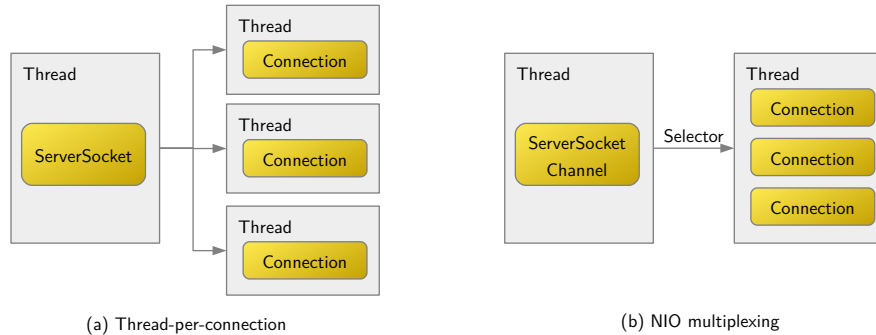 Thread
ServerSocket
Thread
Connection
Thread
Connection
Thread
Connection
(a) Thread-per-connection
Thread
ServerSocket
Channel
Selector
Thread
Connection
Connection
Connection
(b) NIO multiplexing